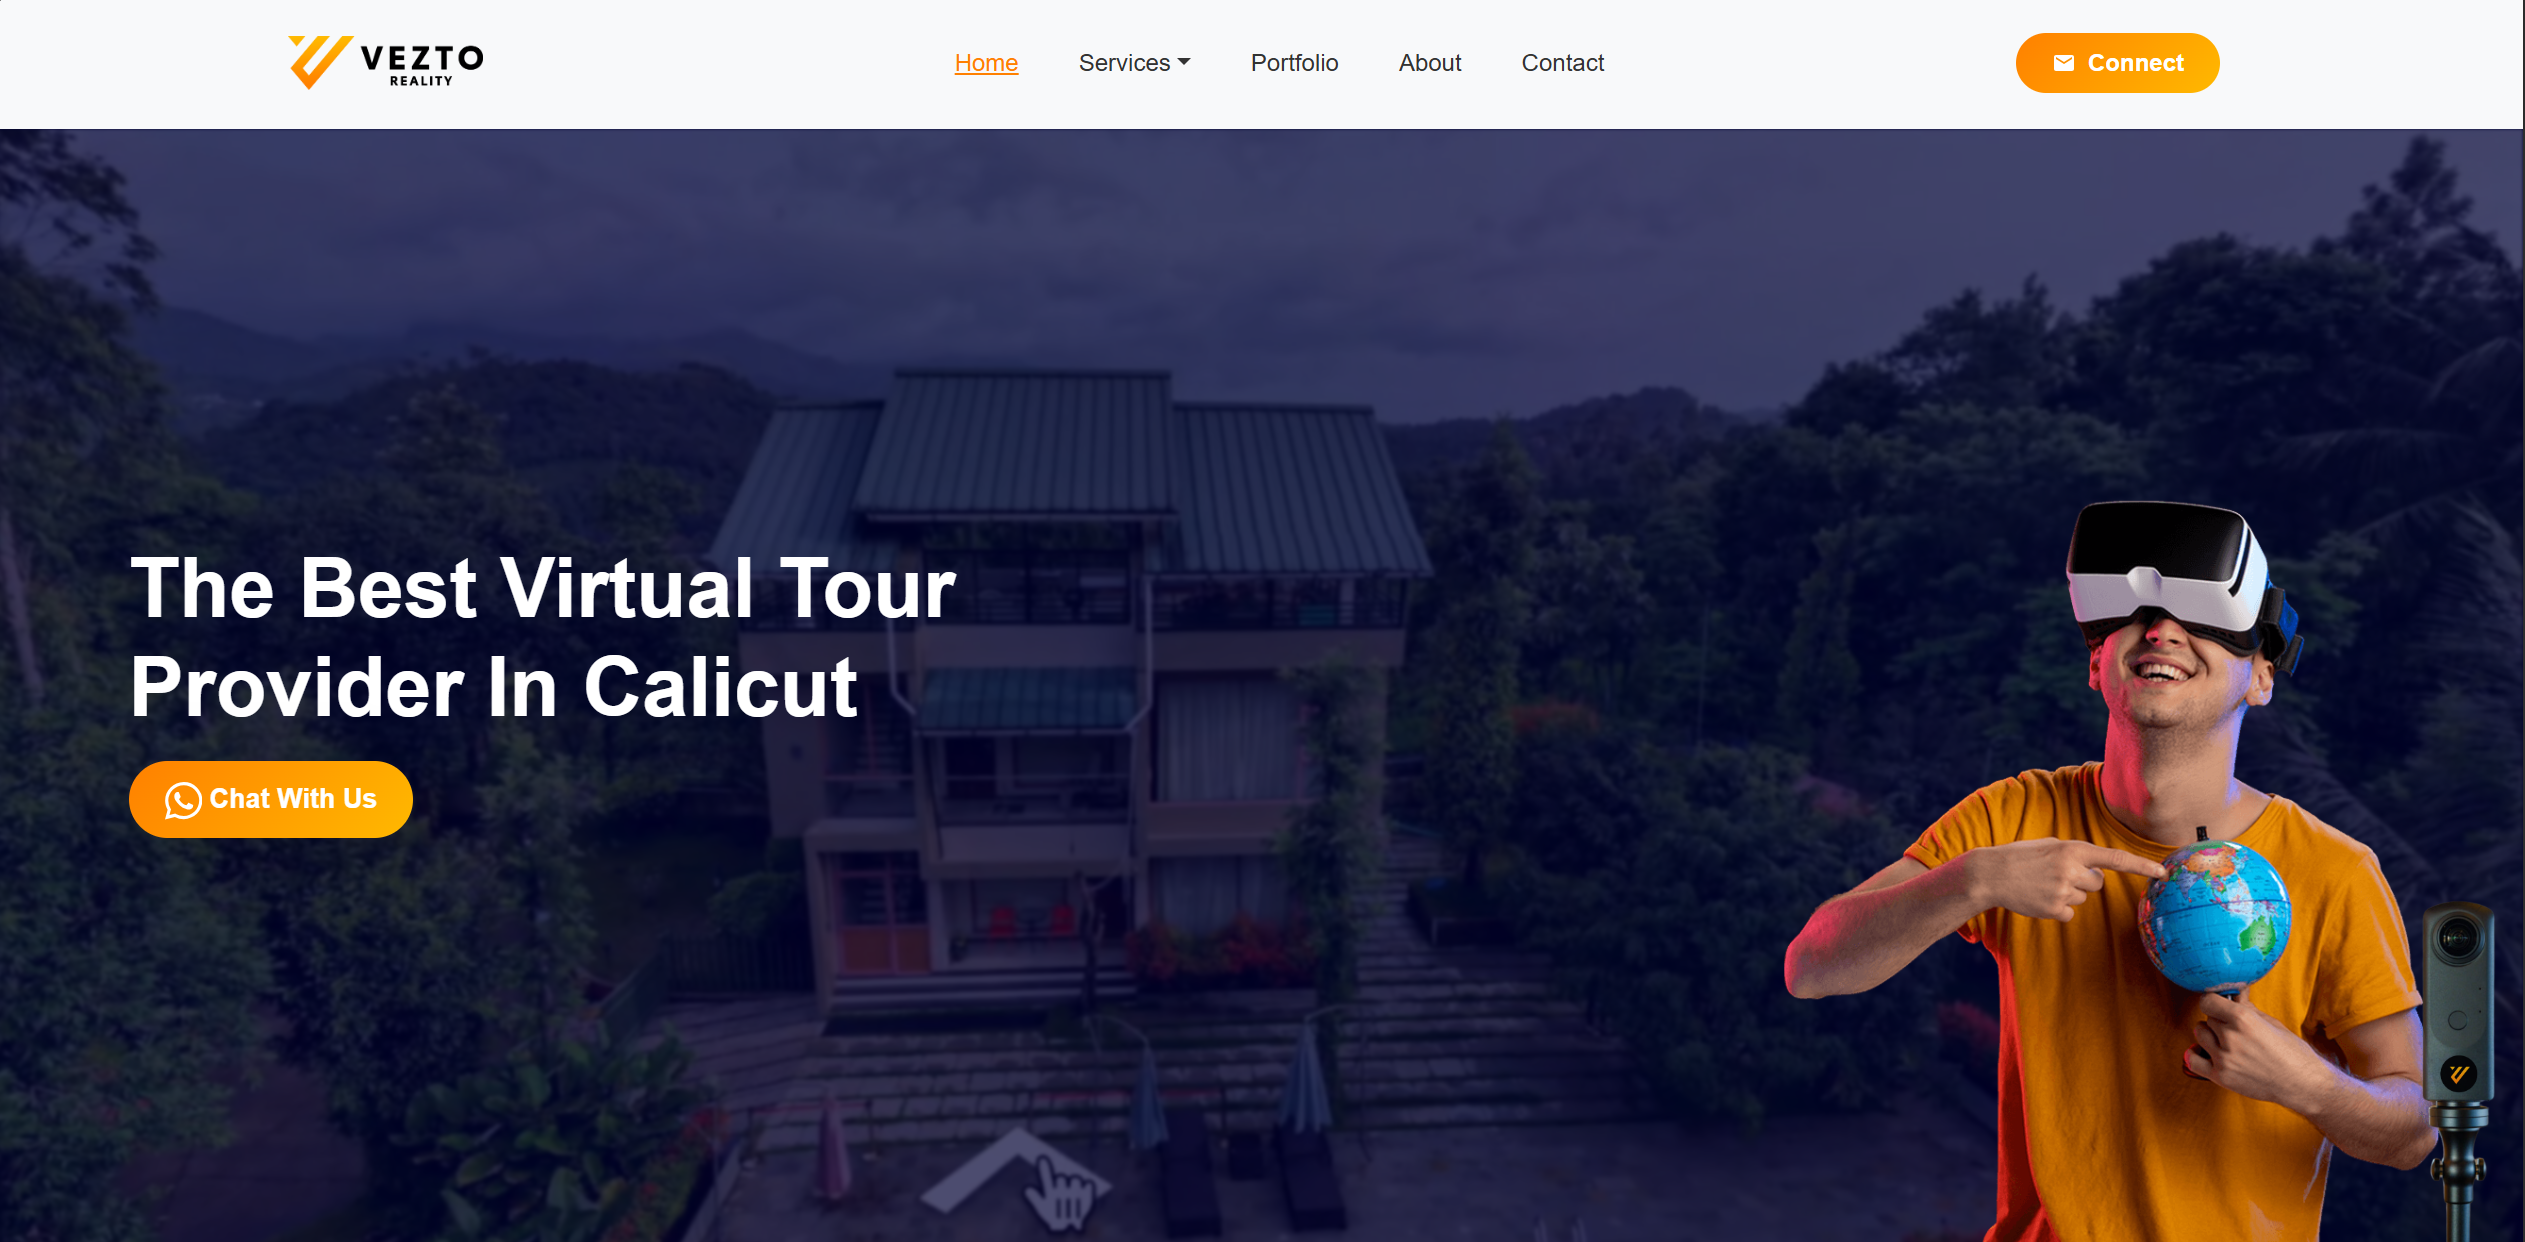 VEZTO
REALITY
Home
Services
Portfolio
About
Contact
Connect
The Best Virtual Tour
Provider In Calicut
Chat With Us